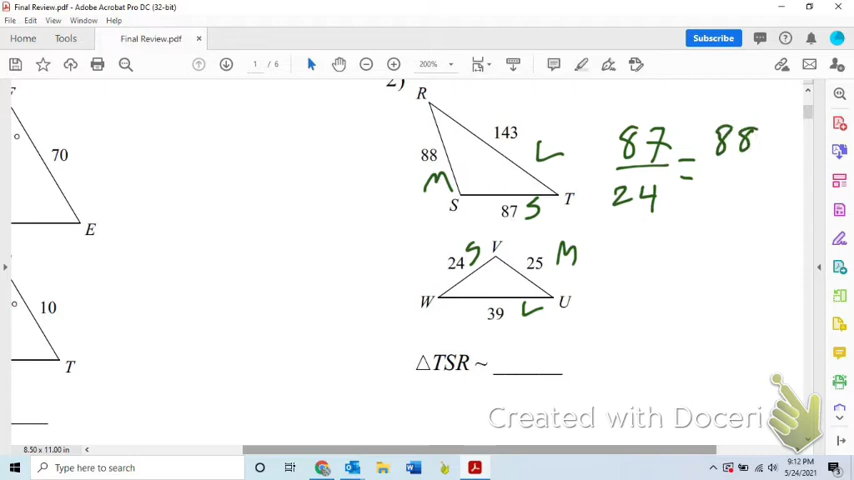 Final Review.pdf - Adobe Acrobat Pro DC (32-bit)
File Edit View Window Help
Home Tools Final Review.pdf × Subscribe
1 / 6 200%
2)
R
143
L
88
M
S
87
S
T
87
24
=
88
70
E
V
24
S
25
M
W
39
L
U
10
T
△TSR ~ ______
Created with Doceri
8.50 x 11.00 in
Type here to search
9:12 PM
5/24/2021
3